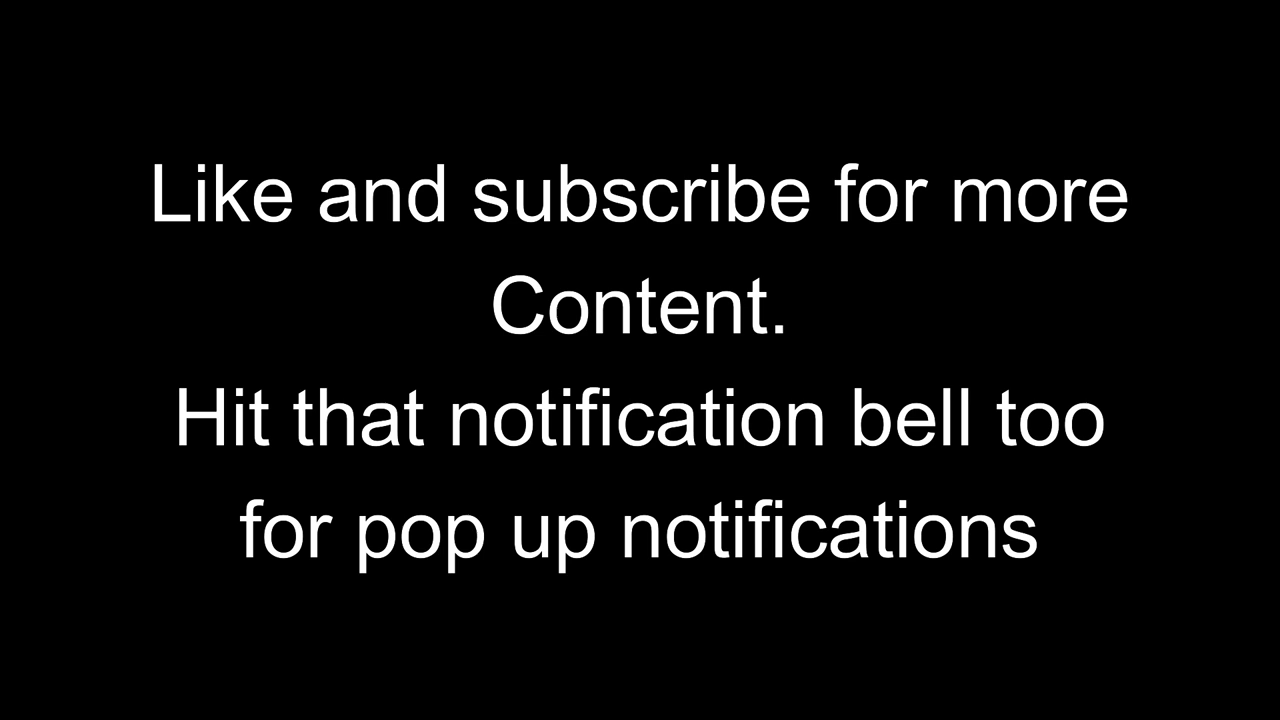 Like and subscribe for more
Content.
Hit that notification bell too
for pop up notifications